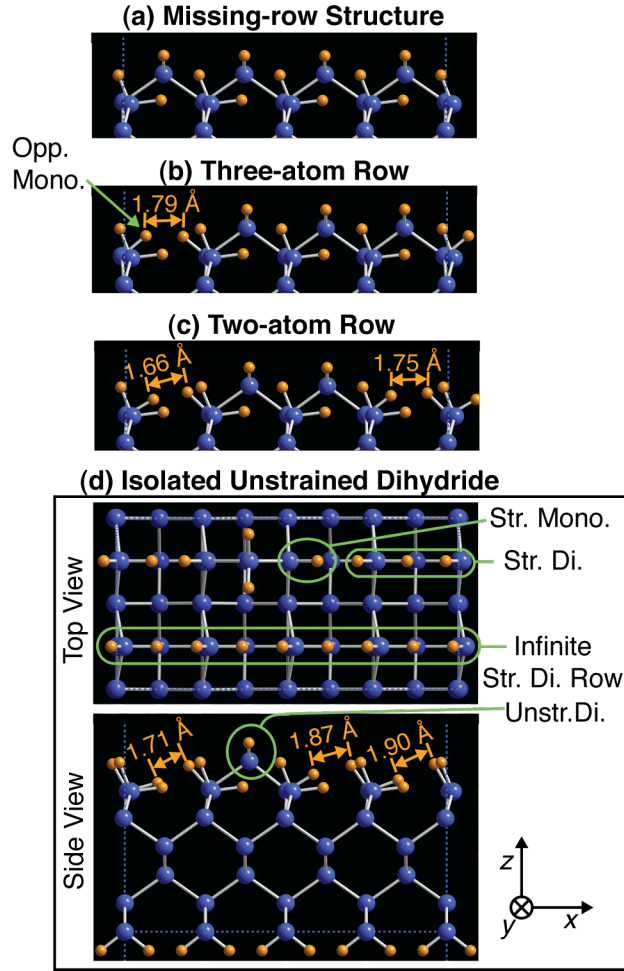 (a) Missing-row Structure
Opp.
Mono.
(b) Three-atom Row
1.79 Å
(c) Two-atom Row
1.66 Å
1.75 Å
(d) Isolated Unstrained Dihydride
Top View
Str. Mono.
Str. Di.
Infinite
Str. Di. Row
Unstr.Di.
Side View
1.71 Å
1.87 Å
1.90 Å
z
y
x